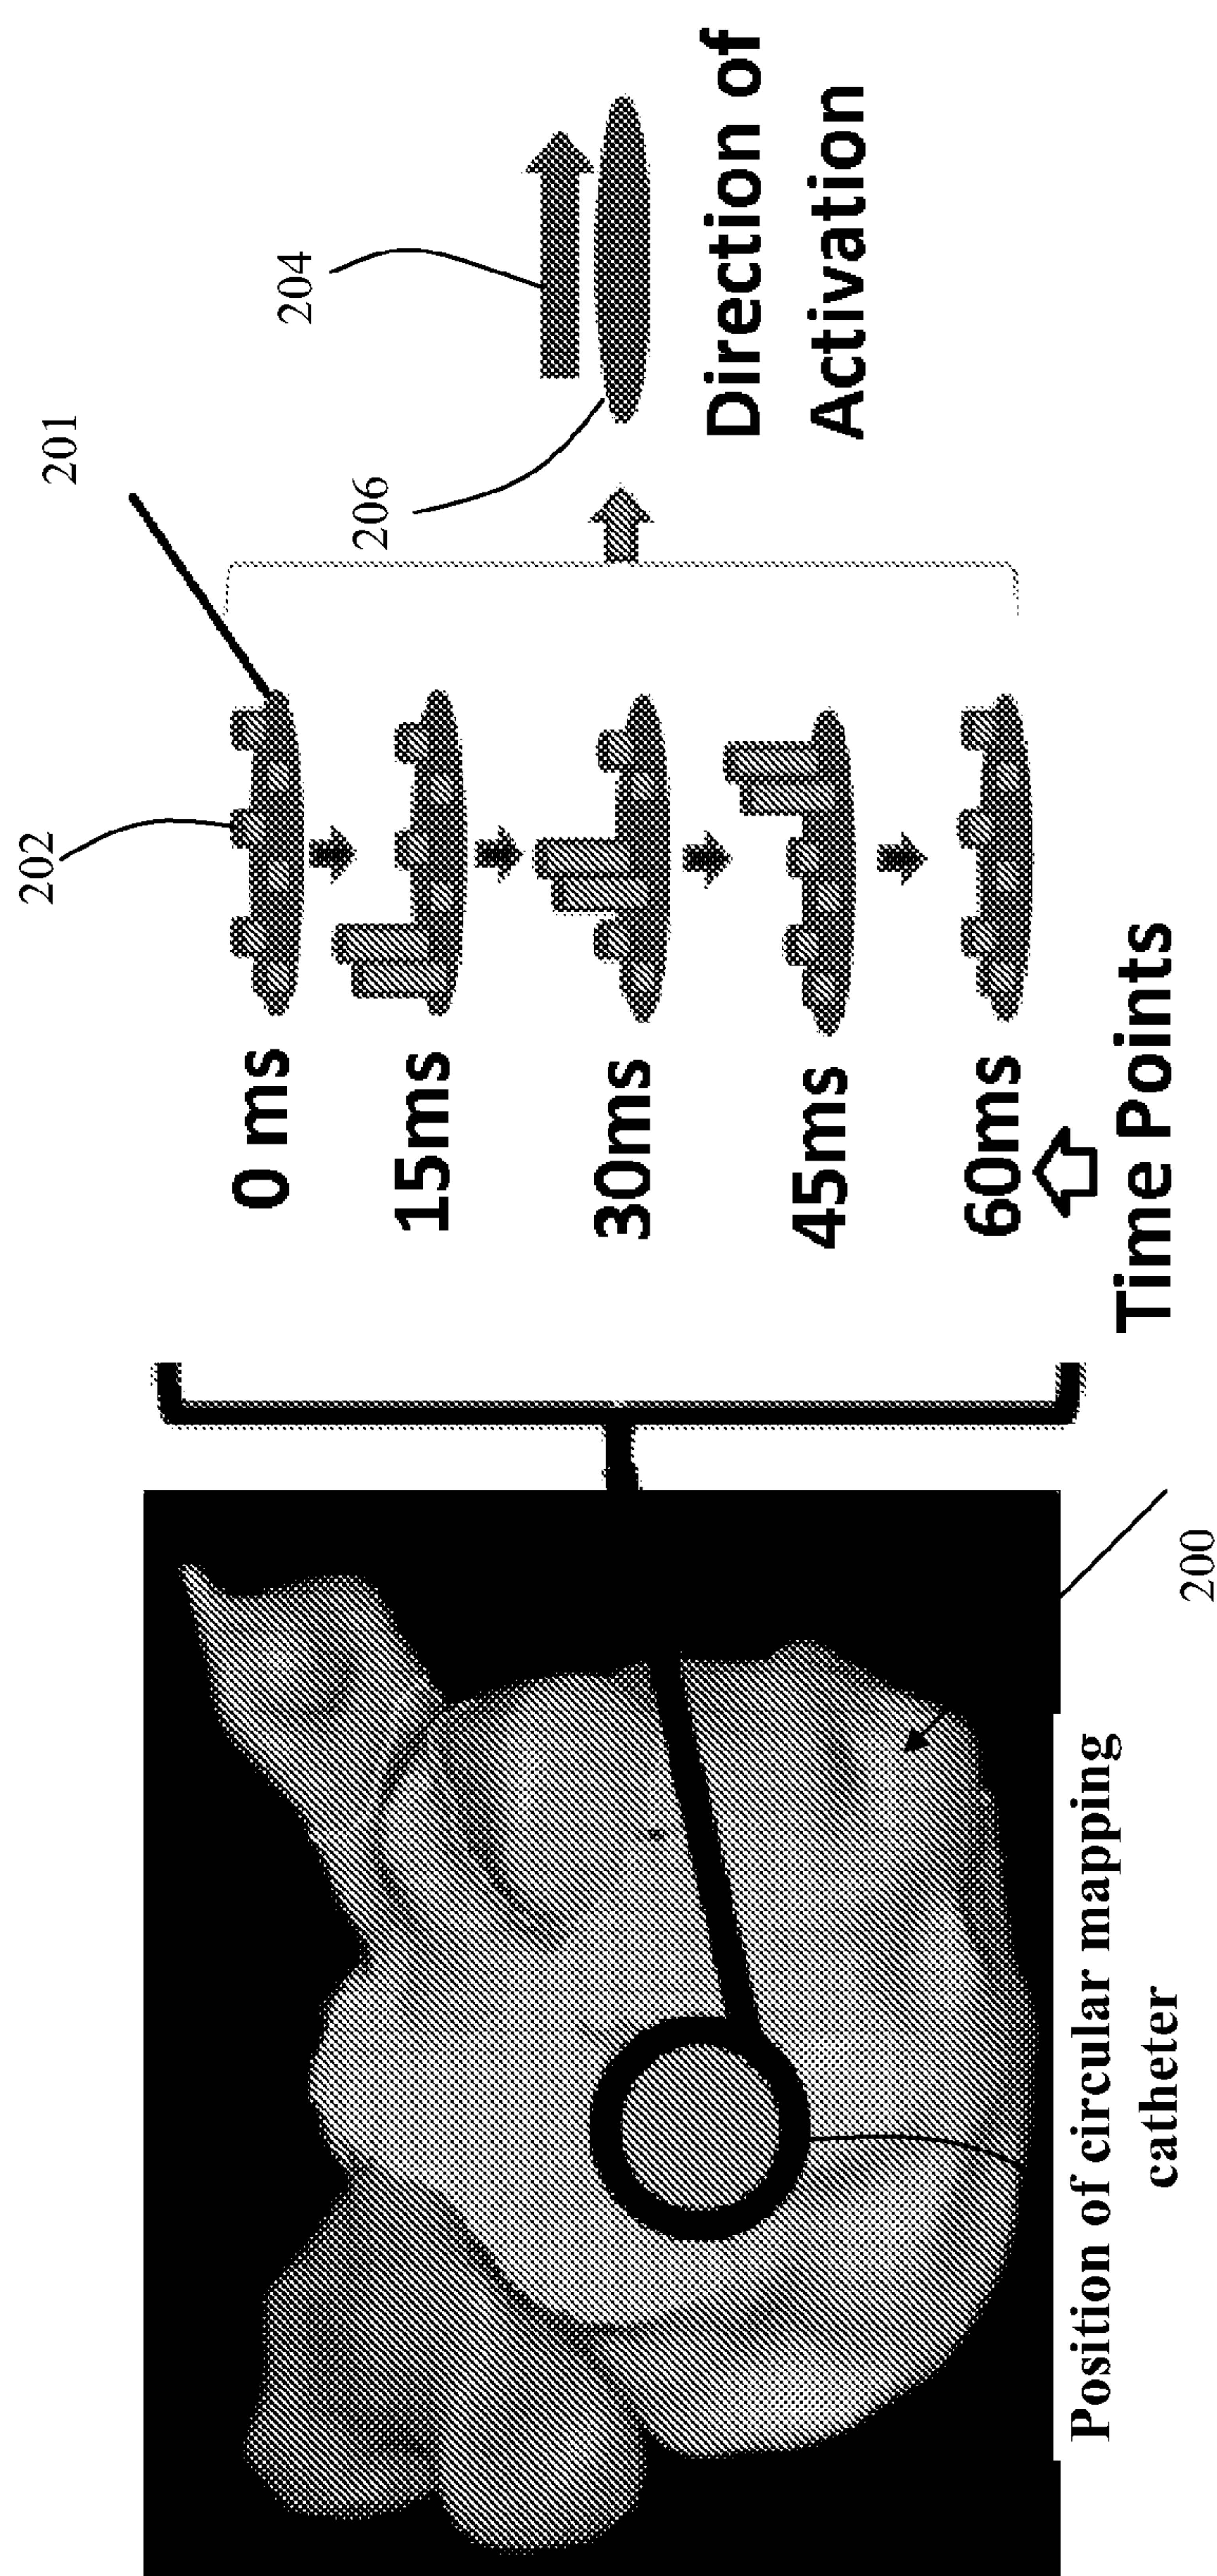 202
201
204
206
0 ms
15ms
30ms
45ms
60ms
Time Points
Direction of
Activation
200
Position of circular mapping
catheter